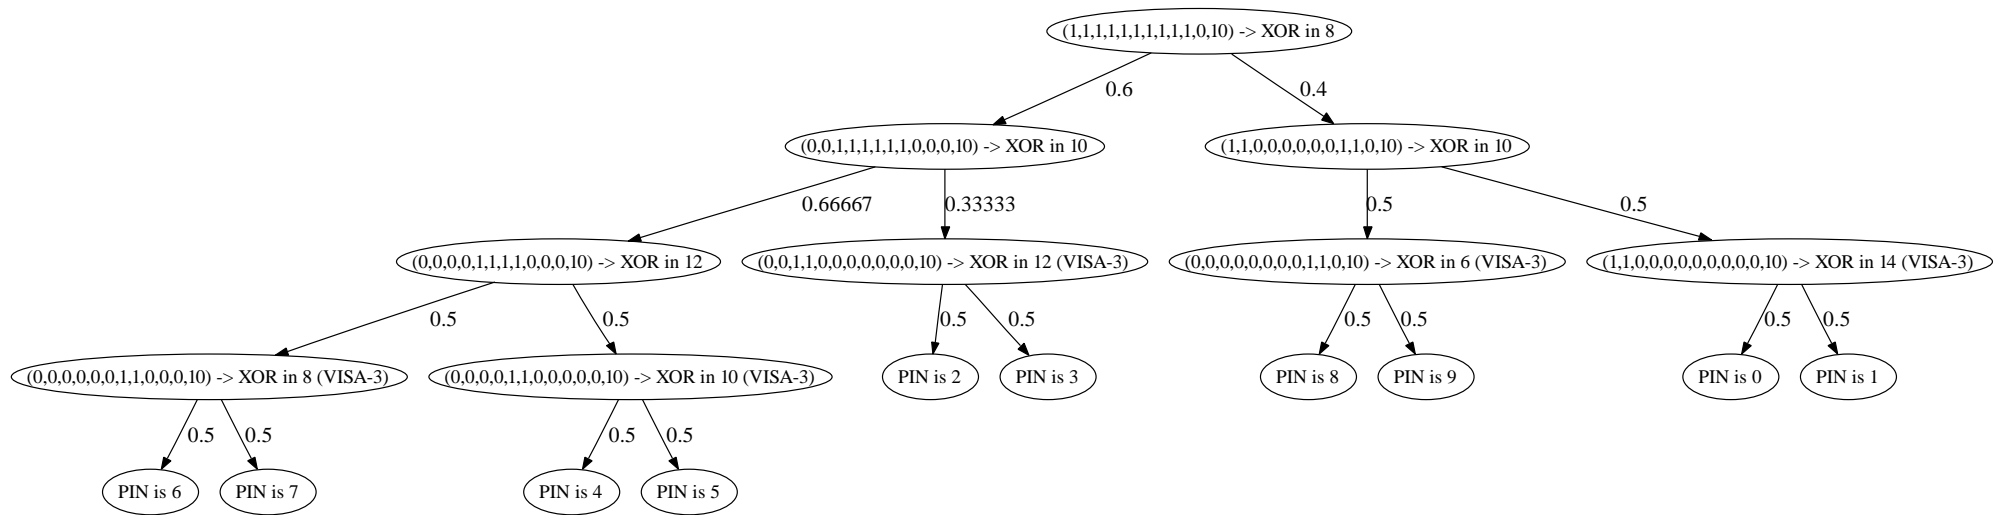 (1,1,1,1,1,1,1,1,1,1,0,10) -> XOR in 8
0.6
0.4
(0,0,1,1,1,1,1,1,0,0,0,10) -> XOR in 10
(1,1,0,0,0,0,0,0,1,1,0,10) -> XOR in 10
0.66667
0.33333
0.5
0.5
(0,0,0,0,1,1,1,1,0,0,0,10) -> XOR in 12
(0,0,1,1,0,0,0,0,0,0,0,10) -> XOR in 12 (VISA-3)
(0,0,0,0,0,0,0,0,1,1,0,10) -> XOR in 6 (VISA-3)
(1,1,0,0,0,0,0,0,0,0,0,10) -> XOR in 14 (VISA-3)
0.5
0.5
0.5
0.5
0.5
0.5
0.5
0.5
(0,0,0,0,0,0,1,1,0,0,0,10) -> XOR in 8 (VISA-3)
(0,0,0,0,1,1,0,0,0,0,0,10) -> XOR in 10 (VISA-3)
PIN is 2
PIN is 3
PIN is 8
PIN is 9
PIN is 0
PIN is 1
0.5
0.5
0.5
0.5
PIN is 6
PIN is 7
PIN is 4
PIN is 5